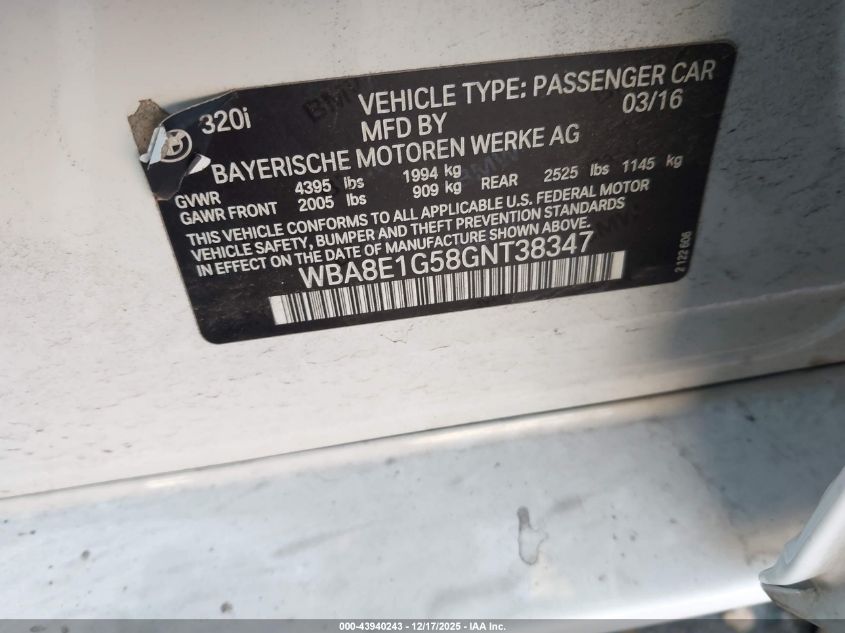 320i
VEHICLE TYPE: PASSENGER CAR
MFD BY 03/16
BAYERISCHE MOTOREN WERKE AG
GVWR 4395 lbs 1994 kg
GAWR FRONT 2005 lbs 909 kg REAR 2525 lbs 1145 kg
THIS VEHICLE CONFORMS TO ALL APPLICABLE U.S. FEDERAL MOTOR
VEHICLE SAFETY, BUMPER AND THEFT PREVENTION STANDARDS
IN EFFECT ON THE DATE OF MANUFACTURE SHOWN ABOVE.
WBA8E1G58GNT38347
2 122 606
000-43940243 - 12/17/2025 - IAA Inc.